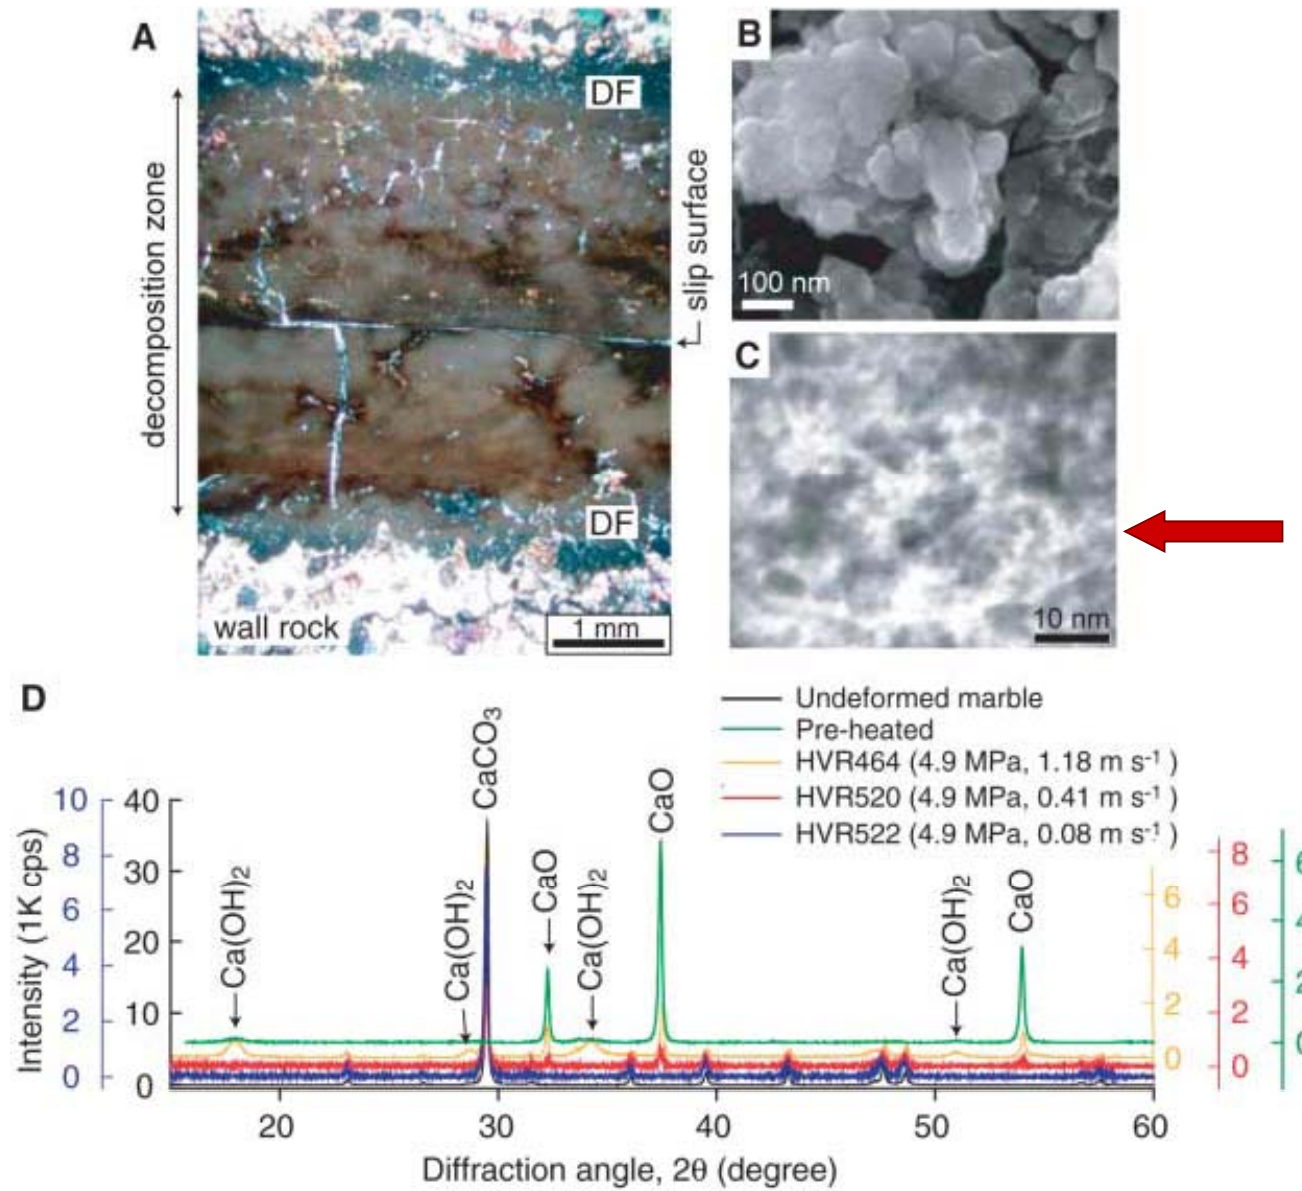 A
DF
decomposition zone
slip surface
DF
wall rock
1 mm
B
100 nm
C
10 nm
D
Undeformed marble
Pre-heated
HVR464 (4.9 MPa, 1.18 m s⁻¹ )
HVR520 (4.9 MPa, 0.41 m s⁻¹ )
HVR522 (4.9 MPa, 0.08 m s⁻¹ )
Intensity (1K cps)
10
8
6
4
2
0
40
30
20
10
0
Ca(OH)₂
Ca(OH)₂
CaCO₃
CaO
Ca(OH)₂
CaO
Ca(OH)₂
CaO
6
4
2
0
8
6
4
2
0
6
4
2
20
30
40
50
60
Diffraction angle, 2θ (degree)